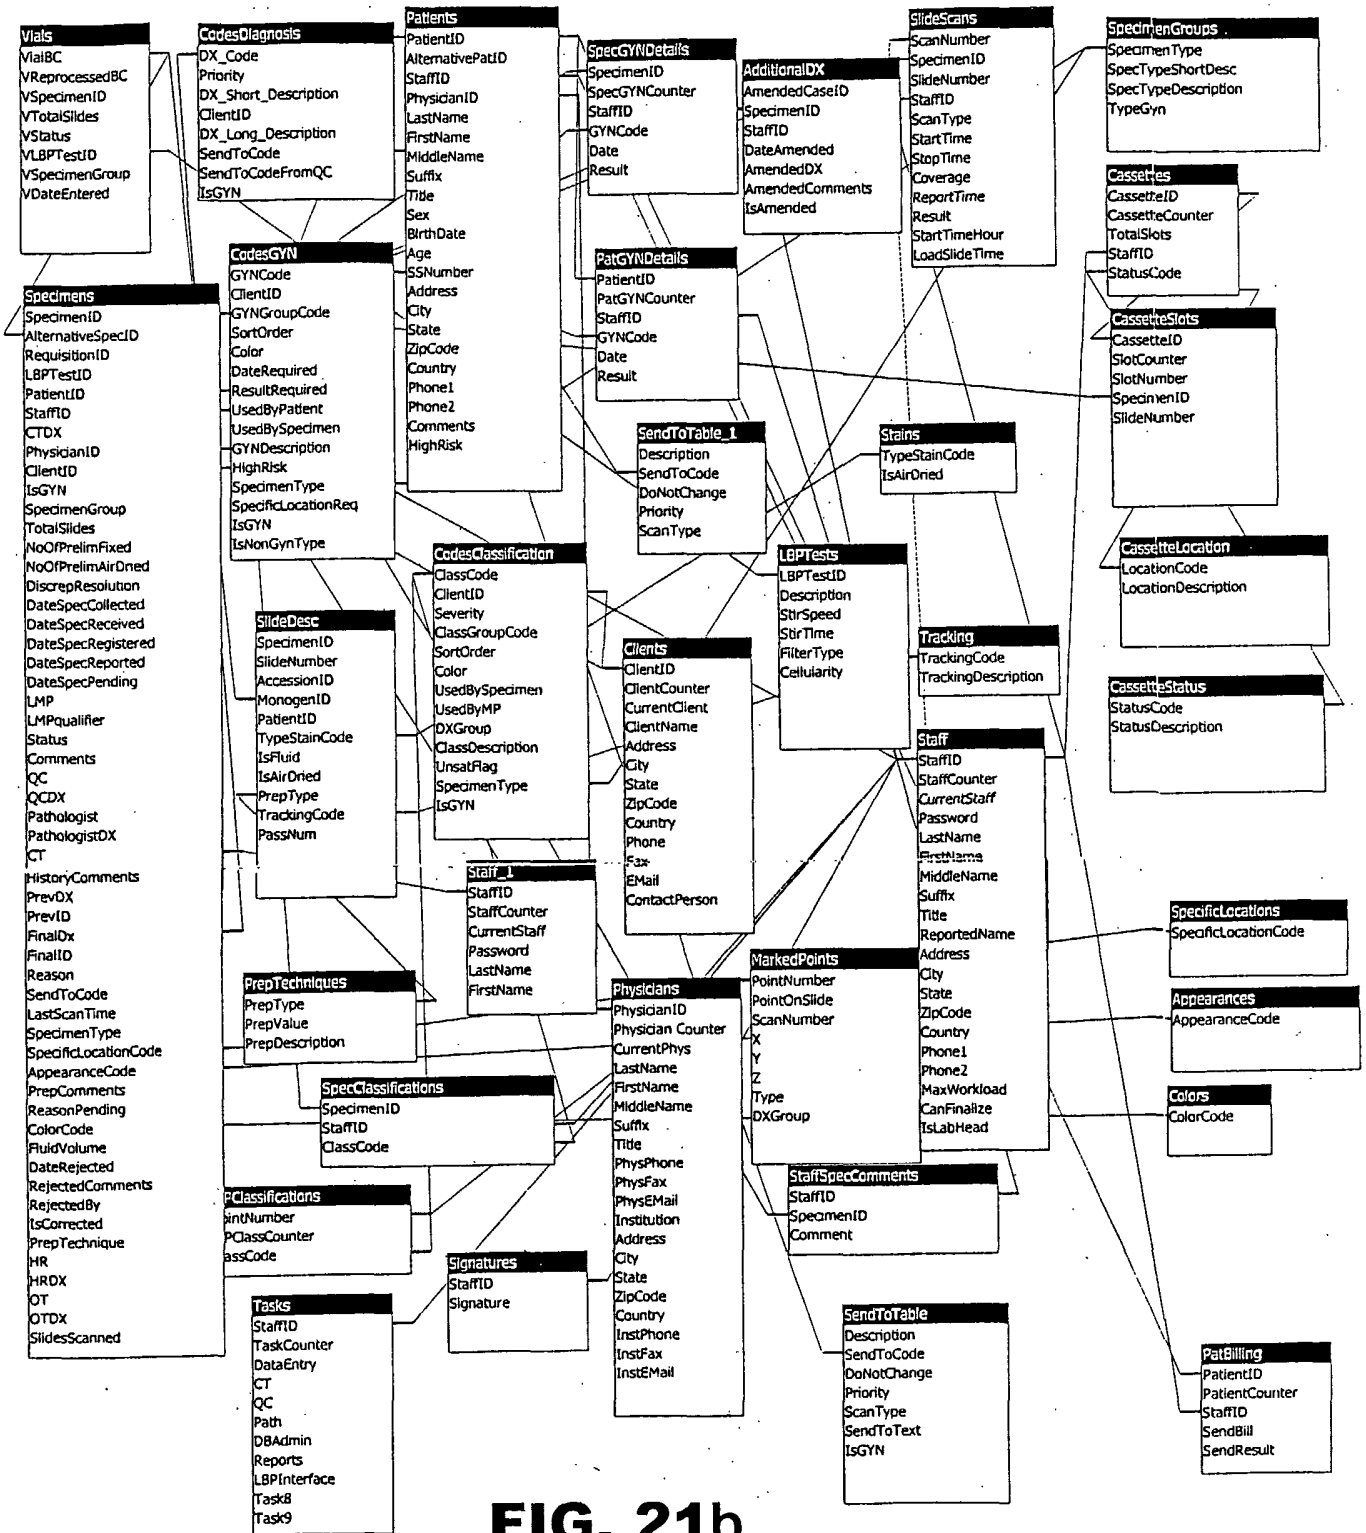 Vials
VialBC
VReprocessedBC
VSpecimenID
VTotalSlides
VStatus
VLBPTestID
VSpecimenGroup
VDateEntered
CodesDiagnosis
DX_Code
Priority
DX_Short_Description
ClientID
DX_Long_Description
SendToCode
SendToCodeFromQC
IsGYN
Patients
PatientID
AlternativePatID
StaffID
PhysicianID
LastName
FirstName
MiddleName
Suffix
Title
Sex
BirthDate
Age
SSNumber
Address
City
State
ZipCode
Country
Phone1
Phone2
Comments
HighRisk
SpecGYNDetails
SpecimenID
SpecGYNCounter
StaffID
GYNCode
Date
Result
AdditionalDX
AmendedCaseID
SpecimenID
StaffID
DateAmended
AmendedDX
AmendedComments
IsAmended
SlideScans
ScanNumber
SpecimenID
SlideNumber
StaffID
ScanType
StartTime
StopTime
Coverage
ReportTime
Result
StartTimeHour
LoadSlideTime
SpecimenGroups
SpecimenType
SpecTypeShortDesc
SpecTypeDescription
TypeGyn
Cassettes
CassetteID
CassetteCounter
TotalSlots
StaffID
StatusCode
CodesGYN
GYNCode
ClientID
GYNGroupCode
SortOrder
Color
DateRequired
ResultRequired
UsedByPatient
UsedBySpecimen
GYNDescription
HighRisk
SpecimenType
SpecificLocationReq
IsGYN
IsNonGynType
PatGYNDetails
PatientID
PatGYNCounter
StaffID
GYNCode
Date
Result
CassetteSlots
CassetteID
SlotCounter
SlotNumber
SpecimenID
SlideNumber
Specimens
SpecimenID
AlternativeSpecID
RequisitionID
LBPTestID
PatientID
StaffID
CTDX
PhysicianID
ClientID
IsGYN
SpecimenGroup
TotalSlides
NoOfPrelimFixed
NoOfPrelimAirDried
DiscrepResolution
DateSpecCollected
DateSpecReceived
DateSpecRegistered
DateSpecReported
DateSpecPending
LMP
LMPqualifier
Status
Comments
QC
QCDX
Pathologist
PathologistDX
CT
HistoryComments
PrevDX
PrevID
FinalDx
FinalID
Reason
SendToCode
LastScanTime
SpecimenType
SpecificLocationCode
AppearanceCode
PrepComments
ReasonPending
ColorCode
FluidVolume
DateRejected
RejectedComments
RejectedBy
IsCorrected
PrepTechnique
HR
HRDX
OT
OTDX
SlidesScanned
SendToTable_1
Description
SendToCode
DoNotChange
Priority
ScanType
Stains
TypeStainCode
IsAirDried
CodesClassification
ClassCode
ClientID
Severity
ClassGroupCode
SortOrder
Color
UsedBySpecimen
UsedByMP
DXGroup
ClassDescription
UnsatFlag
SpecimenType
IsGYN
LBPTests
LBPTestID
Description
StirSpeed
StirTime
FilterType
Cellularity
CassetteLocation
LocationCode
LocationDescription
SlideDesc
SpecimenID
SlideNumber
AccessionID
MonogenID
PatientID
TypeStainCode
IsFluid
IsAirDried
PrepType
TrackingCode
PassNum
Clients
ClientID
ClientCounter
CurrentClient
ClientName
Address
City
State
ZipCode
Country
Phone
Fax
EMail
ContactPerson
Tracking
TrackingCode
TrackingDescription
CassetteStatus
StatusCode
StatusDescription
Staff
StaffID
StaffCounter
CurrentStaff
Password
LastName
FirstName
MiddleName
Suffix
Title
ReportedName
Address
City
State
ZipCode
Country
Phone1
Phone2
MaxWorkload
CanFinalize
IsLabHead
Staff_1
StaffID
StaffCounter
CurrentStaff
Password
LastName
FirstName
SpecificLocations
SpecificLocationCode
PrepTechniques
PrepType
PrepValue
PrepDescription
Physicians
PhysicianID
Physician Counter
CurrentPhys
LastName
FirstName
MiddleName
Suffix
Title
PhysPhone
PhysFax
PhysEMail
Institution
Address
City
State
ZipCode
Country
InstPhone
InstFax
InstEMail
MarkedPoints
PointNumber
PointOnSlide
ScanNumber
X
Y
Z
Type
DXGroup
Appearances
AppearanceCode
SpecClassifications
SpecimenID
StaffID
ClassCode
Colors
ColorCode
PClassifications
intNumber
PClassCounter
assCode
StaffSpecComments
StaffID
SpecimenID
Comment
Signatures
StaffID
Signature
Tasks
StaffID
TaskCounter
DataEntry
CT
QC
Path
DBAdmin
Reports
LBPInterface
Task8
Task9
SendToTable
Description
SendToCode
DoNotChange
Priority
ScanType
SendToText
IsGYN
PatBilling
PatientID
PatientCounter
StaffID
SendBill
SendResult
FIG. 21b